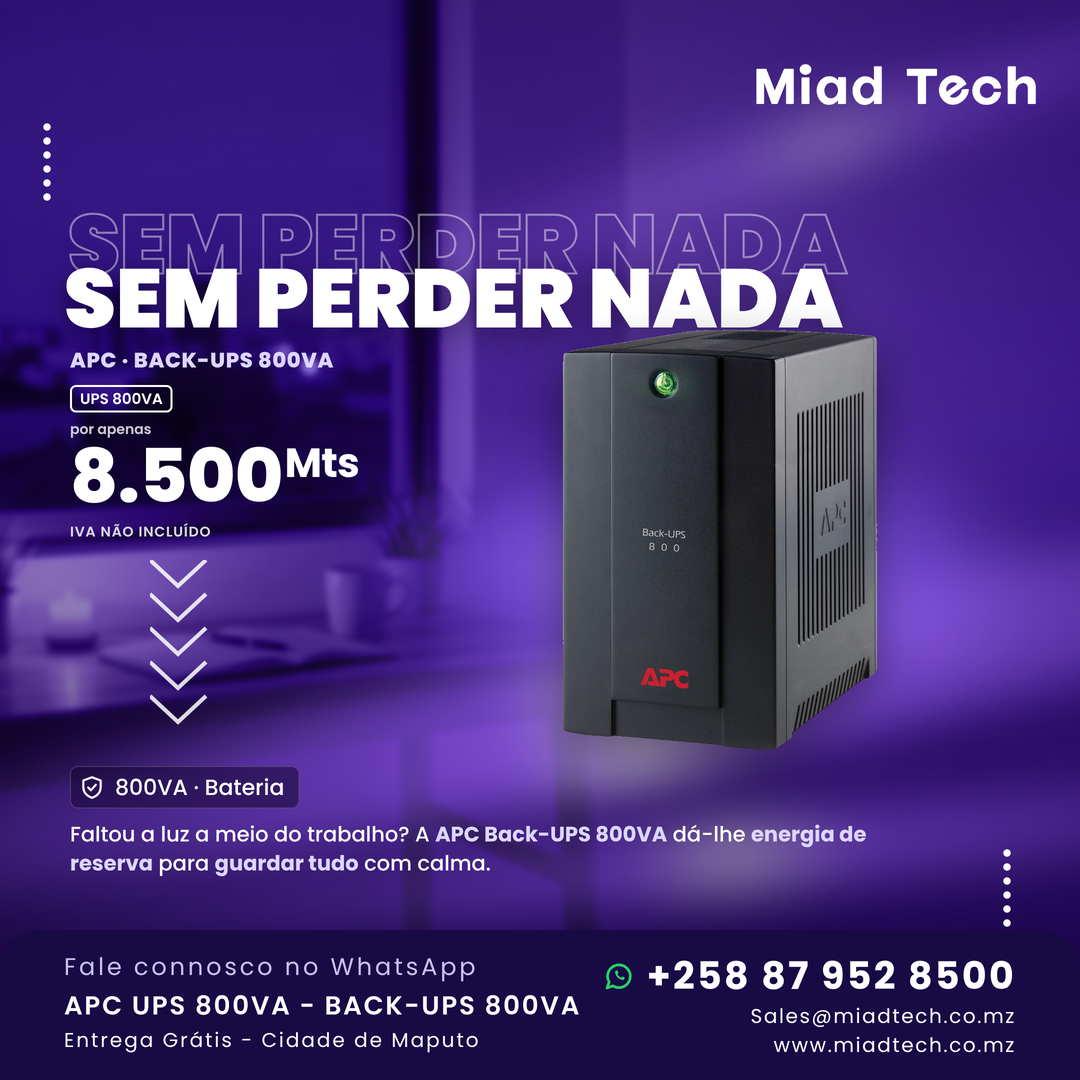 Miad Tech
SEM PERDER NADA
SEM PERDER NADA
APC · BACK-UPS 800VA
UPS 800VA
por apenas
8.500Mts
IVA NÃO INCLUÍDO
Back-UPS
800
APC
APC
800VA · Bateria
Faltou a luz a meio do trabalho? A APC Back-UPS 800VA dá-lhe energia de
reserva para guardar tudo com calma.
Fale connosco no WhatsApp
APC UPS 800VA - BACK-UPS 800VA
Entrega Grátis - Cidade de Maputo
+258 87 952 8500
Sales@miadtech.co.mz
www.miadtech.co.mz